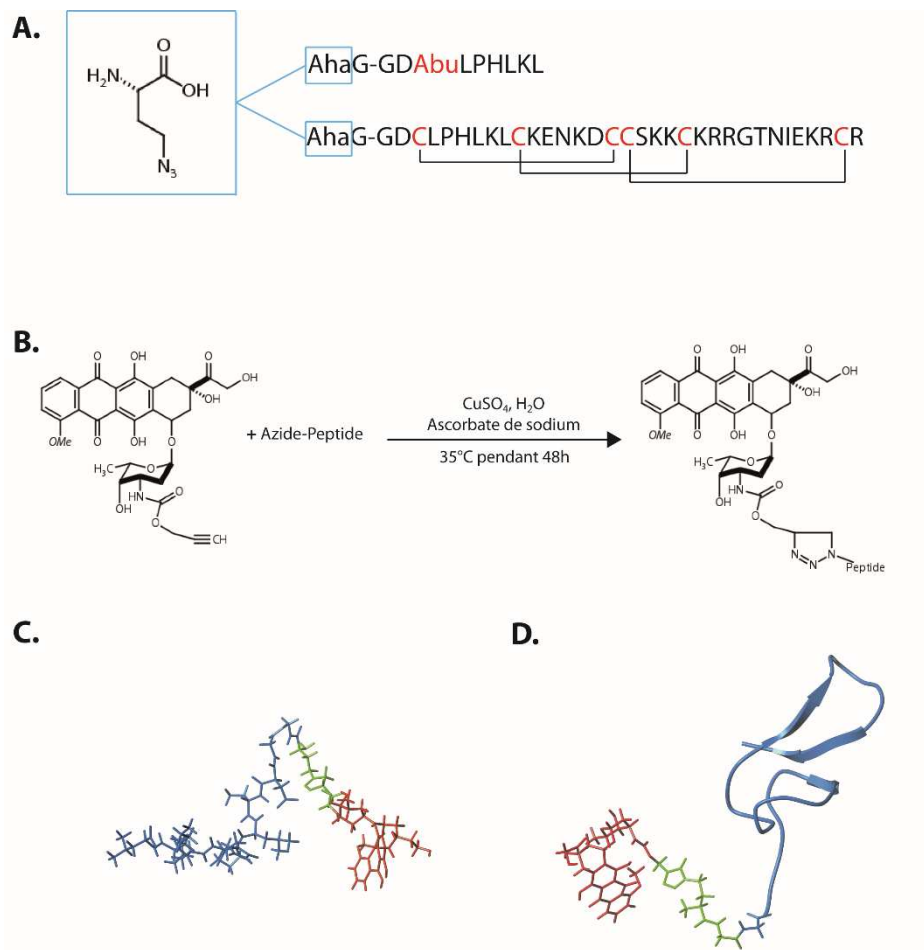 A.
O
H₂N
OH
N₃
AhaG-GDAbuLPHLKL
AhaG-GDCLPHLKLCKENKDCCSKKCKRRGTNIEKRCR
B.
O OH O
OH
OH
OMe O OH
O
H₃C O
HN O
OH
O
CH
+ Azide-Peptide
CuSO₄, H₂O
Ascorbate de sodium
35°C pendant 48h
O OH O
OH
OH
OMe O OH
O
H₃C O
HN O
OH
O
N N N
Peptide
C.
D.